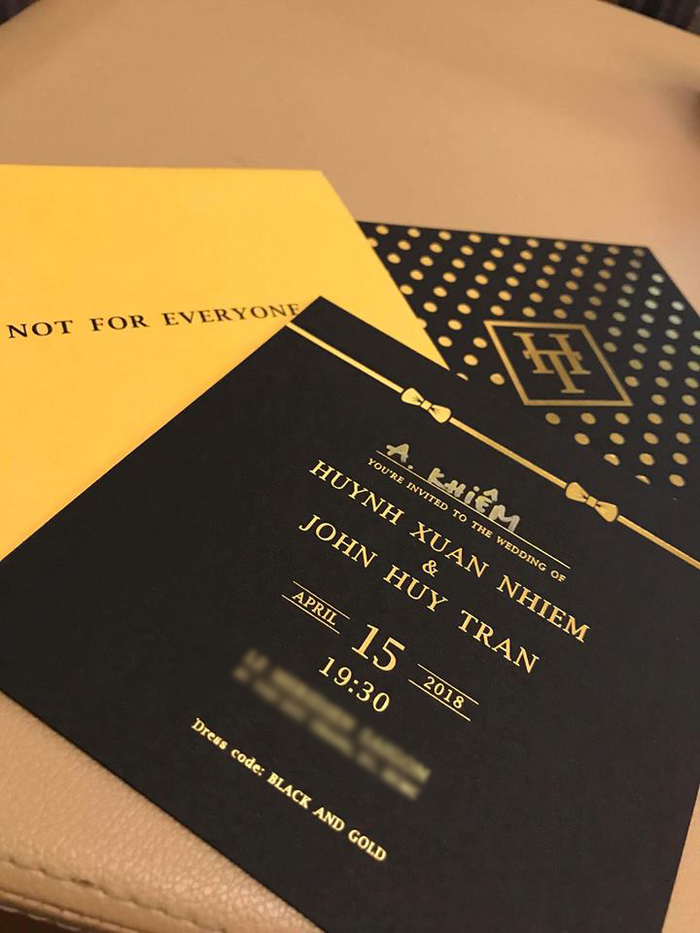 NOT FOR EVERYONE
HT
A. KHIÊM
YOU'RE INVITED TO THE WEDDING OF
HUYNH XUAN NHIEM
&
JOHN HUY TRAN
APRIL 15 2018
19:30
Dress code: BLACK AND GOLD